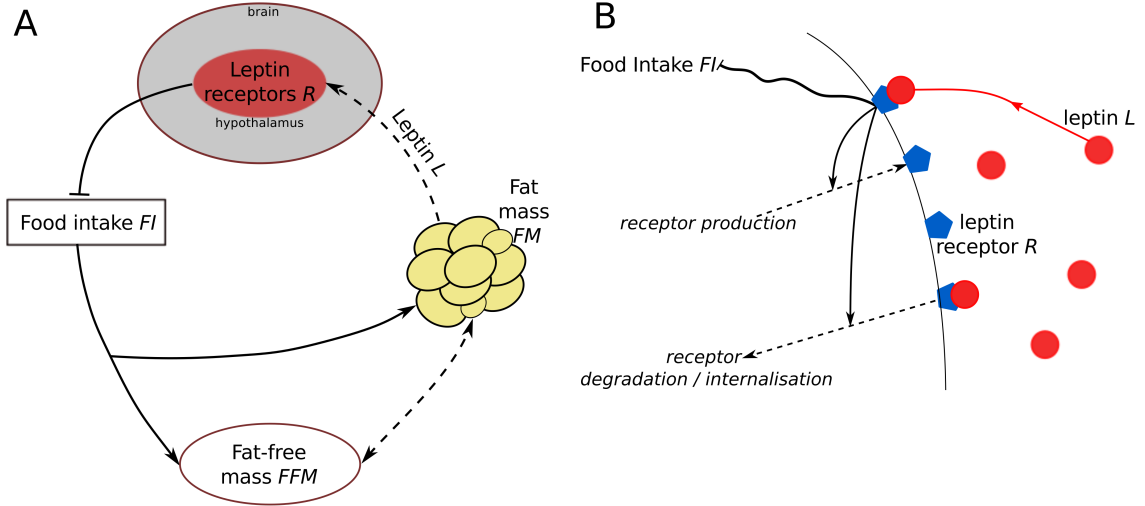 A
brain
Leptin
receptors R
hypothalamus
Leptin L
Food intake FI
Fat
mass
FM
Fat-free
mass FFM
B
Food Intake FI
leptin L
receptor production
leptin
receptor R
receptor
degradation / internalisation